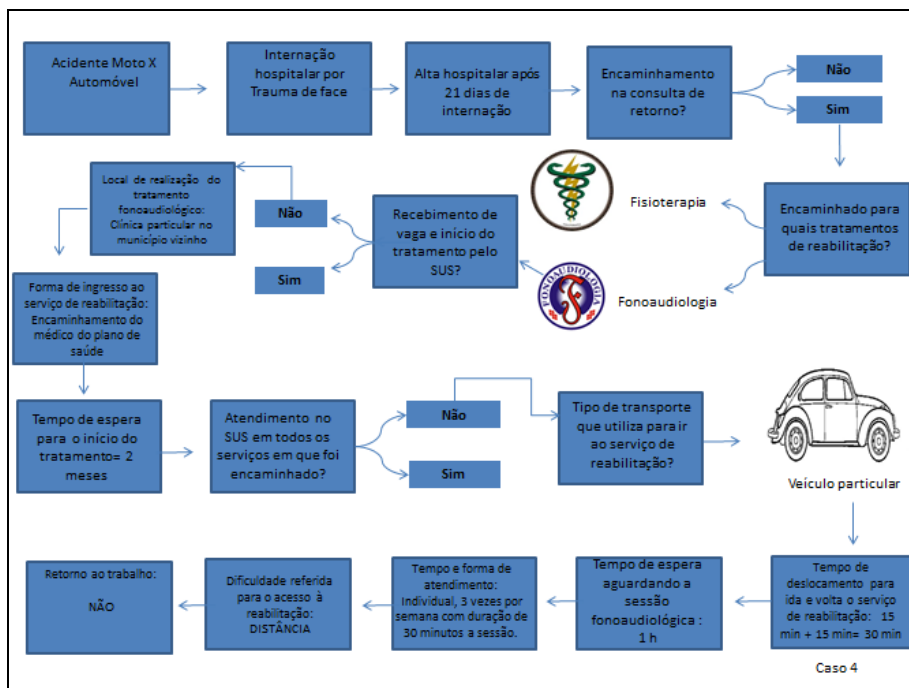 Acidente Moto X
Automóvel
Internação
hospitalar por
Trauma de face
Alta hospitalar após
21 dias de
internação
Encaminhamento
na consulta de
retorno?
Não
Sim
Encaminhado para
quais tratamentos
de reabilitação?
Fisioterapia
Fonoaudiologia
FONOAUDIOLOGIA
Recebimento de
vaga e início do
tratamento pelo
SUS?
Não
Sim
Local de realização do
tratamento
fonoaudiológico:
Clínica particular no
município vizinho
Forma de ingresso ao
serviço de reabilitação:
Encaminhamento do
médico do plano de
saúde
Tempo de espera
para o início do
tratamento= 2
meses
Atendimento no
SUS em todos os
serviços em que foi
encaminhado?
Não
Sim
Tipo de transporte
que utiliza para ir
ao serviço de
reabilitação?
Veículo particular
Tempo de
deslocamento para
ida e volta o serviço
de reabilitação: 15
min + 15 min= 30 min
Tempo de espera
aguardando a
sessão
fonoaudiológica :
1 h
Tempo e forma de
atendimento:
Individual, 3 vezes por
semana com duração de
30 minutos a sessão.
Dificuldade referida
para o acesso à
reabilitação:
DISTÂNCIA
Retorno ao trabalho:
NÃO
Caso 4